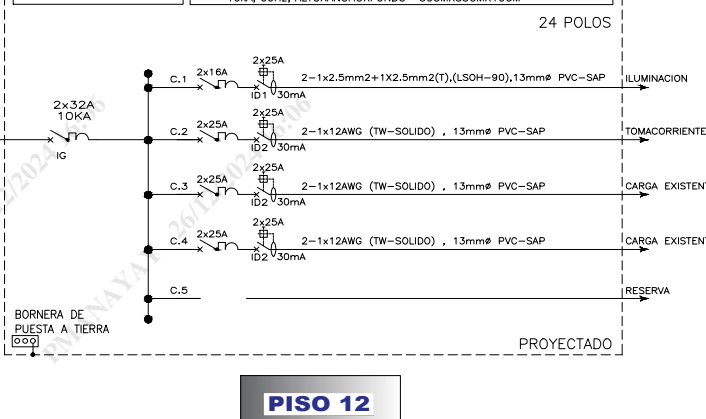 24 POLOS
C.1 2x16A 2x25A ID1 30mA 2-1x2.5mm2+1X2.5mm2(T),(LSOH-90),13mmø PVC-SAP ILUMINACION
2x32A
10KA
IG
C.2 2x25A 2x25A ID2 30mA 2-1x12AWG (TW-SOLIDO) , 13mmø PVC-SAP TOMACORRIENTE
C.3 2x25A 2x25A ID2 30mA 2-1x12AWG (TW-SOLIDO) , 13mmø PVC-SAP CARGA EXISTENT
C.4 2x25A 2x25A ID2 30mA 2-1x12AWG (TW-SOLIDO) , 13mmø PVC-SAP CARGA EXISTENT
C.5 RESERVA
BORNERA DE
PUESTA A TIERRA
PROYECTADO
PISO 12